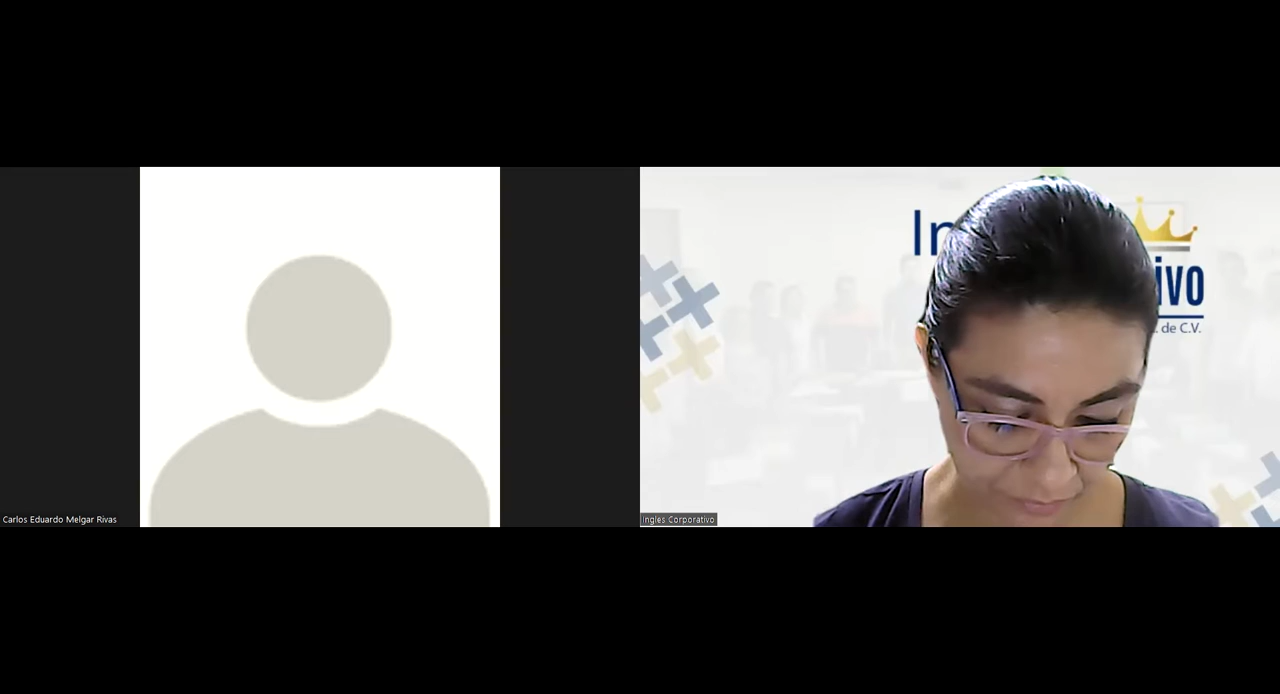 In
ivo
. de C.V.
Carlos Eduardo Melgar Rivas
Ingles Corporativo